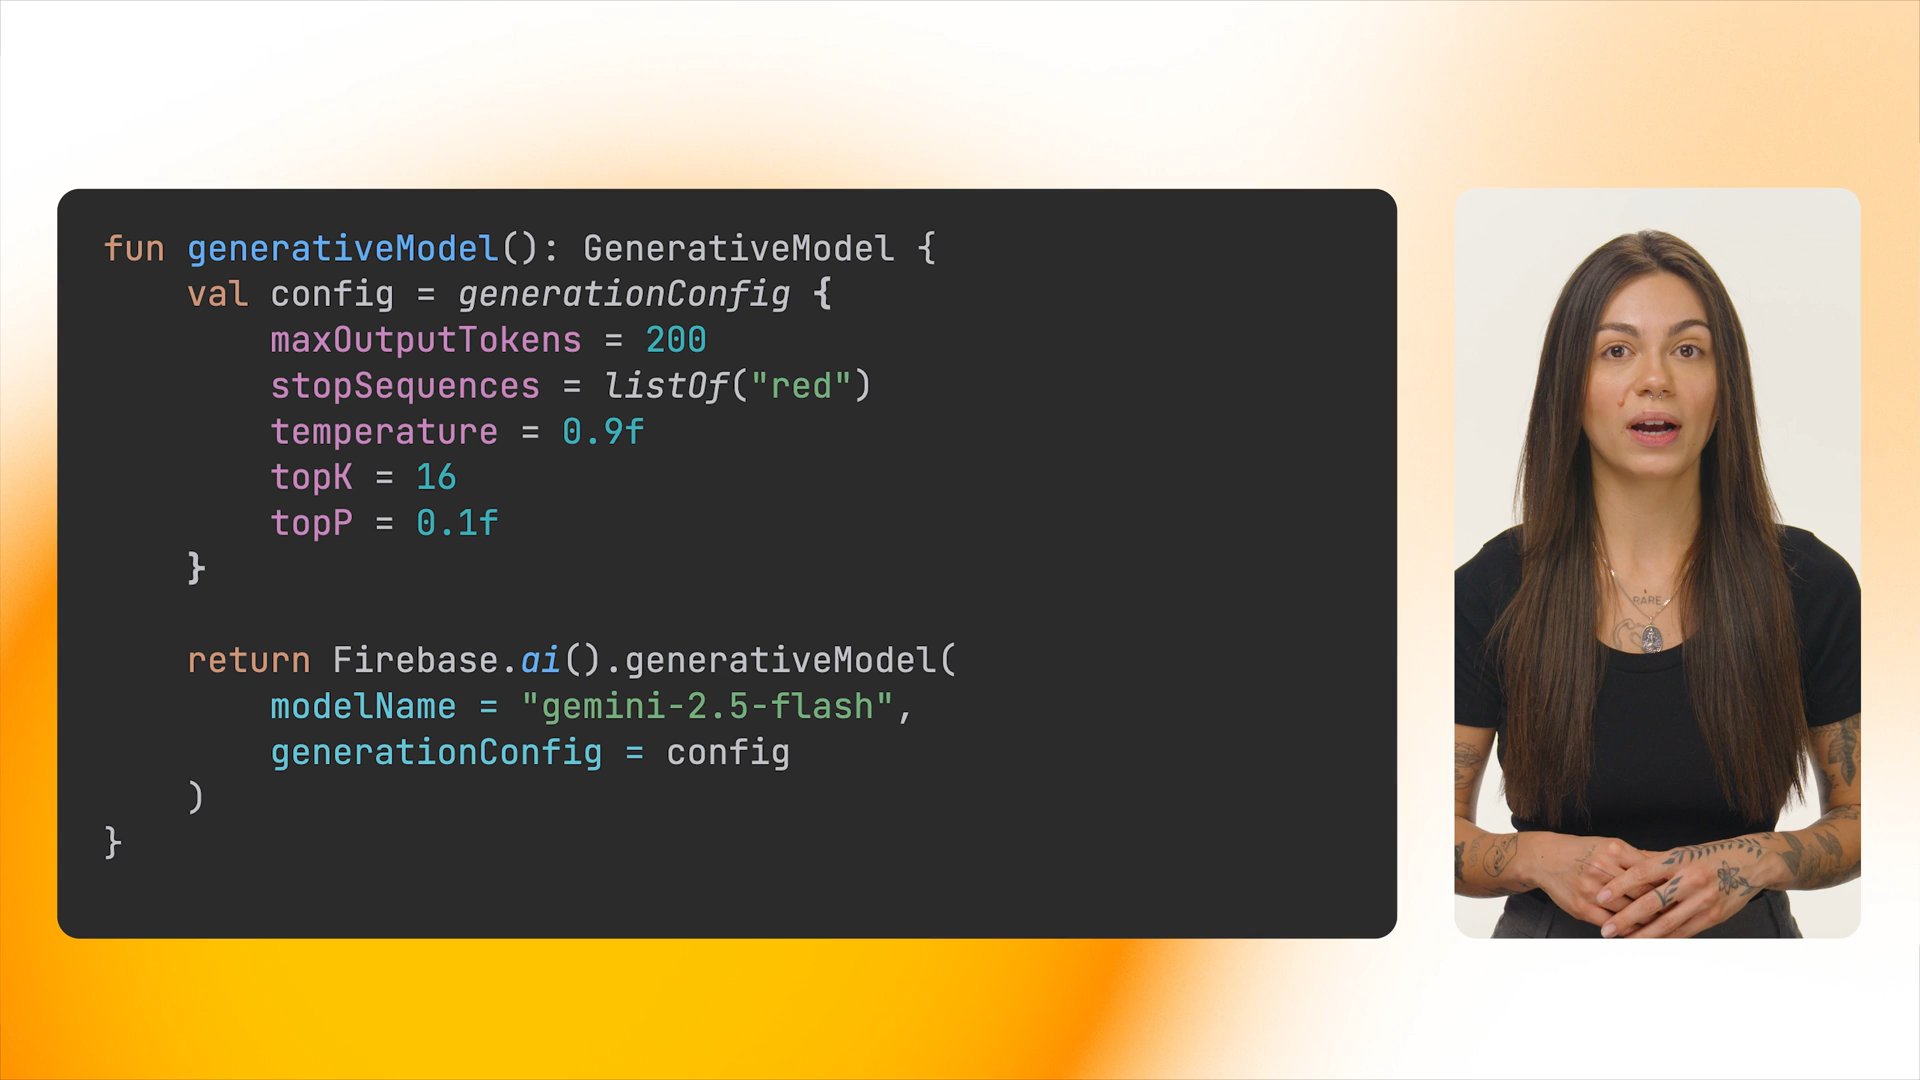 fun generativeModel(): GenerativeModel {
    val config = generationConfig {
        maxOutputTokens = 200
        stopSequences = listOf("red")
        temperature = 0.9f
        topK = 16
        topP = 0.1f
    }

    return Firebase.ai().generativeModel(
        modelName = "gemini-2.5-flash",
        generationConfig = config
    )
}
RARE